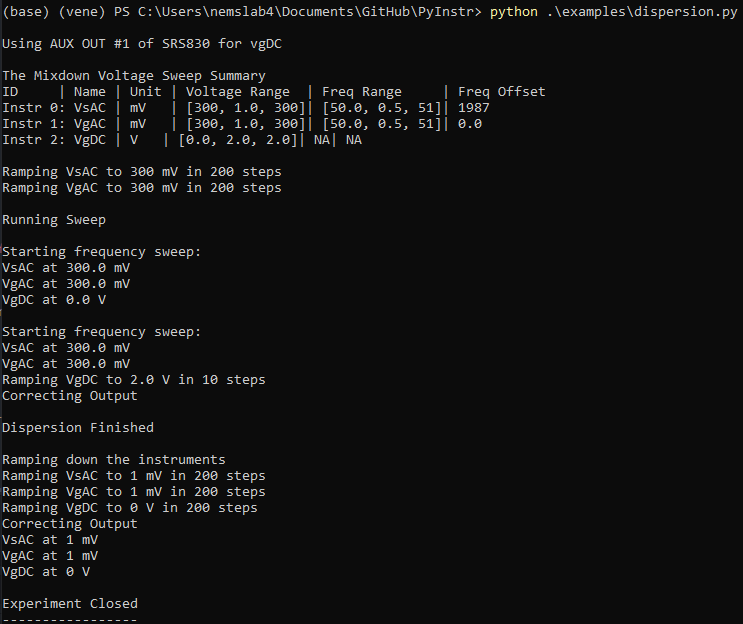 (base) (vene) PS C:\Users\nemslab4\Documents\GitHub\PyInstr> python .\examples\dispersion.py
Using AUX OUT #1 of SRS830 for vgDC
The Mixdown Voltage Sweep Summary
ID     | Name | Unit | Voltage Range  | Freq Range     | Freq Offset
Instr 0: VsAC | mV   | [300, 1.0, 300]| [50.0, 0.5, 51]| 1987
Instr 1: VgAC | mV   | [300, 1.0, 300]| [50.0, 0.5, 51]| 0.0
Instr 2: VgDC | V   | [0.0, 2.0, 2.0]| NA| NA
Ramping VsAC to 300 mV in 200 steps
Ramping VgAC to 300 mV in 200 steps
Running Sweep
Starting frequency sweep:
VsAC at 300.0 mV
VgAC at 300.0 mV
VgDC at 0.0 V
Starting frequency sweep:
VsAC at 300.0 mV
VgAC at 300.0 mV
Ramping VgDC to 2.0 V in 10 steps
Correcting Output
Dispersion Finished
Ramping down the instruments
Ramping VsAC to 1 mV in 200 steps
Ramping VgAC to 1 mV in 200 steps
Ramping VgDC to 0 V in 200 steps
Correcting Output
VsAC at 1 mV
VgAC at 1 mV
VgDC at 0 V
Experiment Closed
-----------------